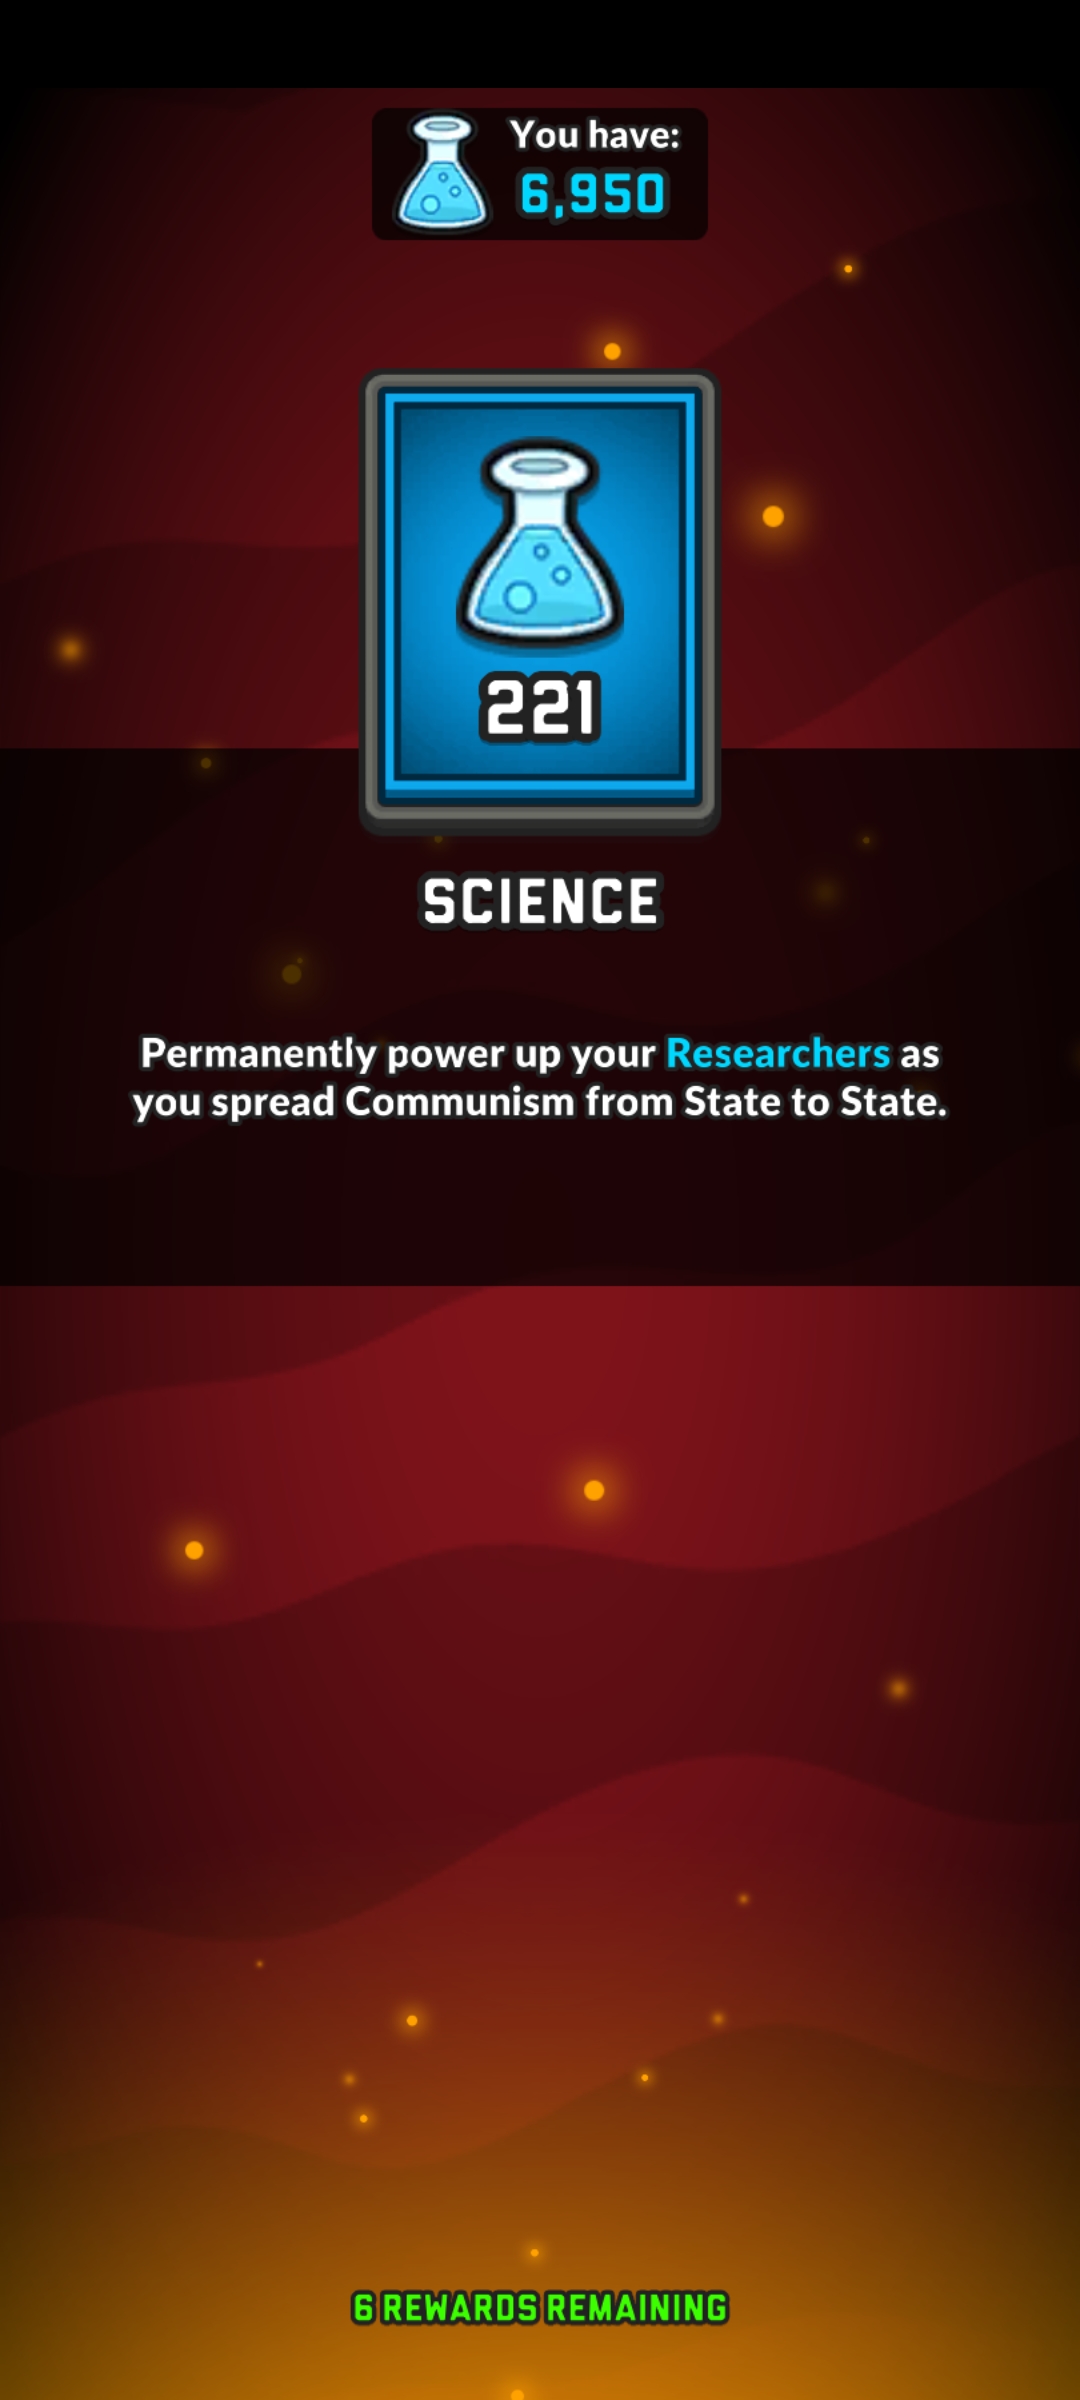 You have:
6,950
221
SCIENCE
Permanently power up your Researchers as
you spread Communism from State to State.
6 REWARDS REMAINING